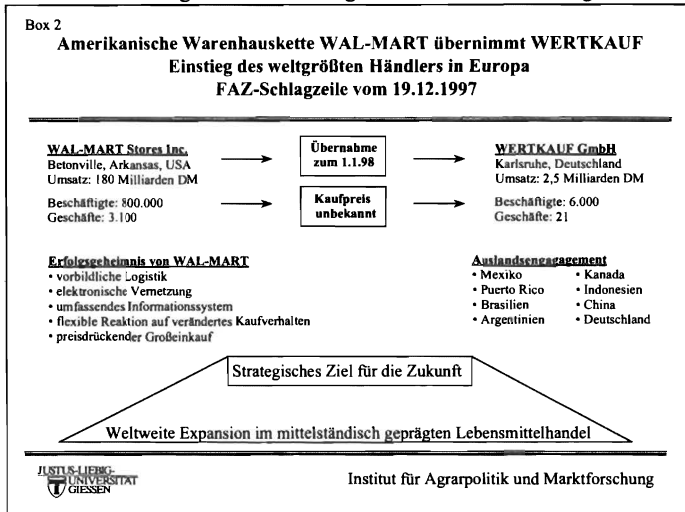 Box 2
Amerikanische Warenhauskette WAL-MART übernimmt WERTKAUF
Einstieg des weltgrößten Händlers in Europa
FAZ-Schlagzeile vom 19.12.1997
WAL-MART Stores Inc.
Betonville, Arkansas, USA
Umsatz: 180 Milliarden DM
Beschäftigte: 800.000
Geschäfte: 3.100
Übernahme
zum 1.1.98
Kaufpreis
unbekannt
WERTKAUF GmbH
Karlsruhe, Deutschland
Umsatz: 2,5 Milliarden DM
Beschäftigte: 6.000
Geschäfte: 21
Erfolgsgeheimnis von WAL-MART
• vorbildliche Logistik
• elektronische Vernetzung
• umfassendes Informationssystem
• flexible Reaktion auf verändertes Kaufverhalten
• preisdrückender Großeinkauf
Auslandsengagagement
• Mexiko • Kanada
• Puerto Rico • Indonesien
• Brasilien • China
• Argentinien • Deutschland
Strategisches Ziel für die Zukunft
Weltweite Expansion im mittelständisch geprägten Lebensmittelhandel
JUSTUS-LIEBIG-
UNIVERSITÄT
GIESSEN
Institut für Agrarpolitik und Marktforschung